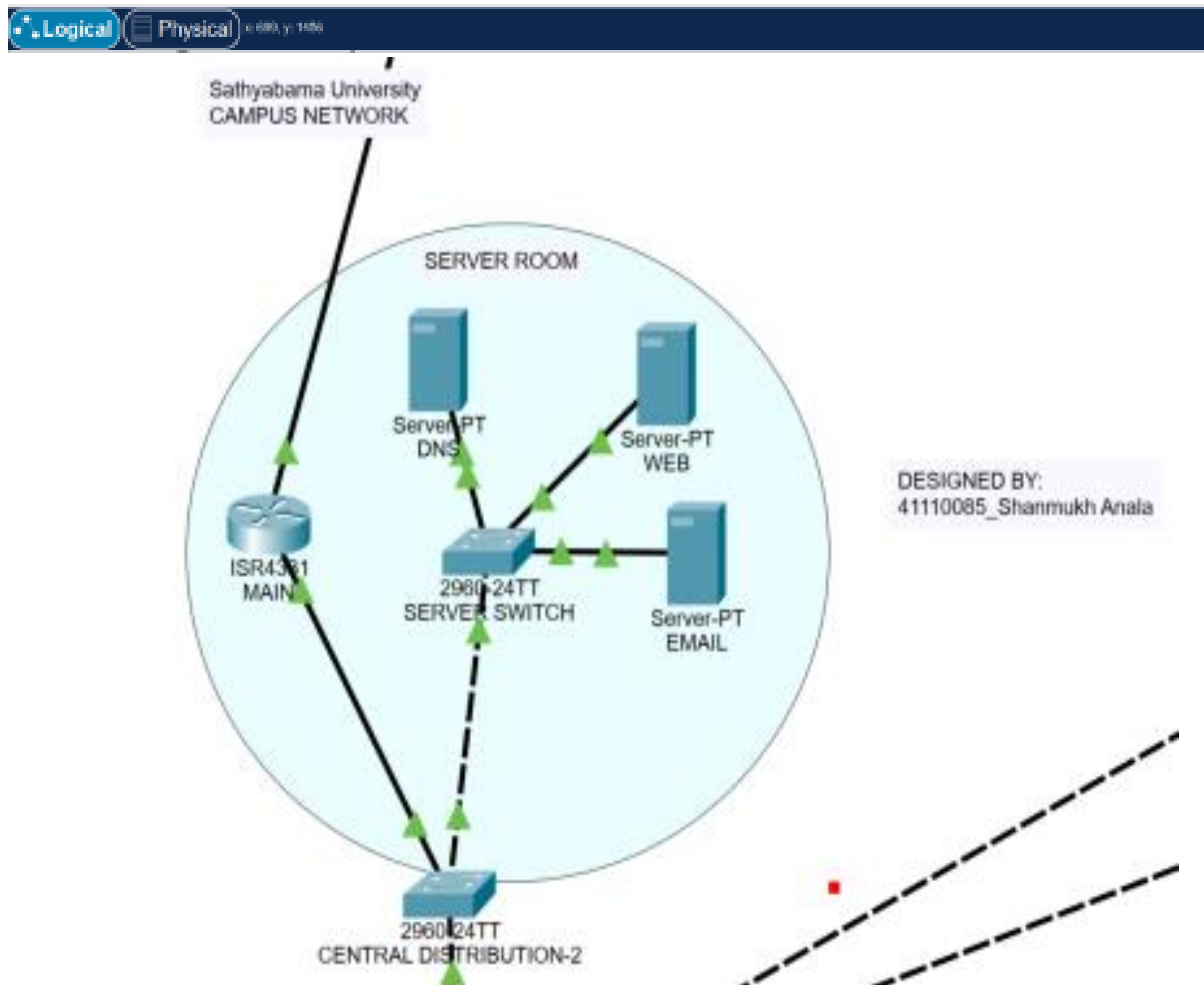 Logical Physical
Sathyabama University
CAMPUS NETWORK
SERVER ROOM
Server-PT
DNS
Server-PT
WEB
DESIGNED BY:
41110085_Shanmukh Anala
ISR4331
MAIN
2960-24TT
SERVER SWITCH
Server-PT
EMAIL
2960-24TT
CENTRAL DISTRIBUTION-2